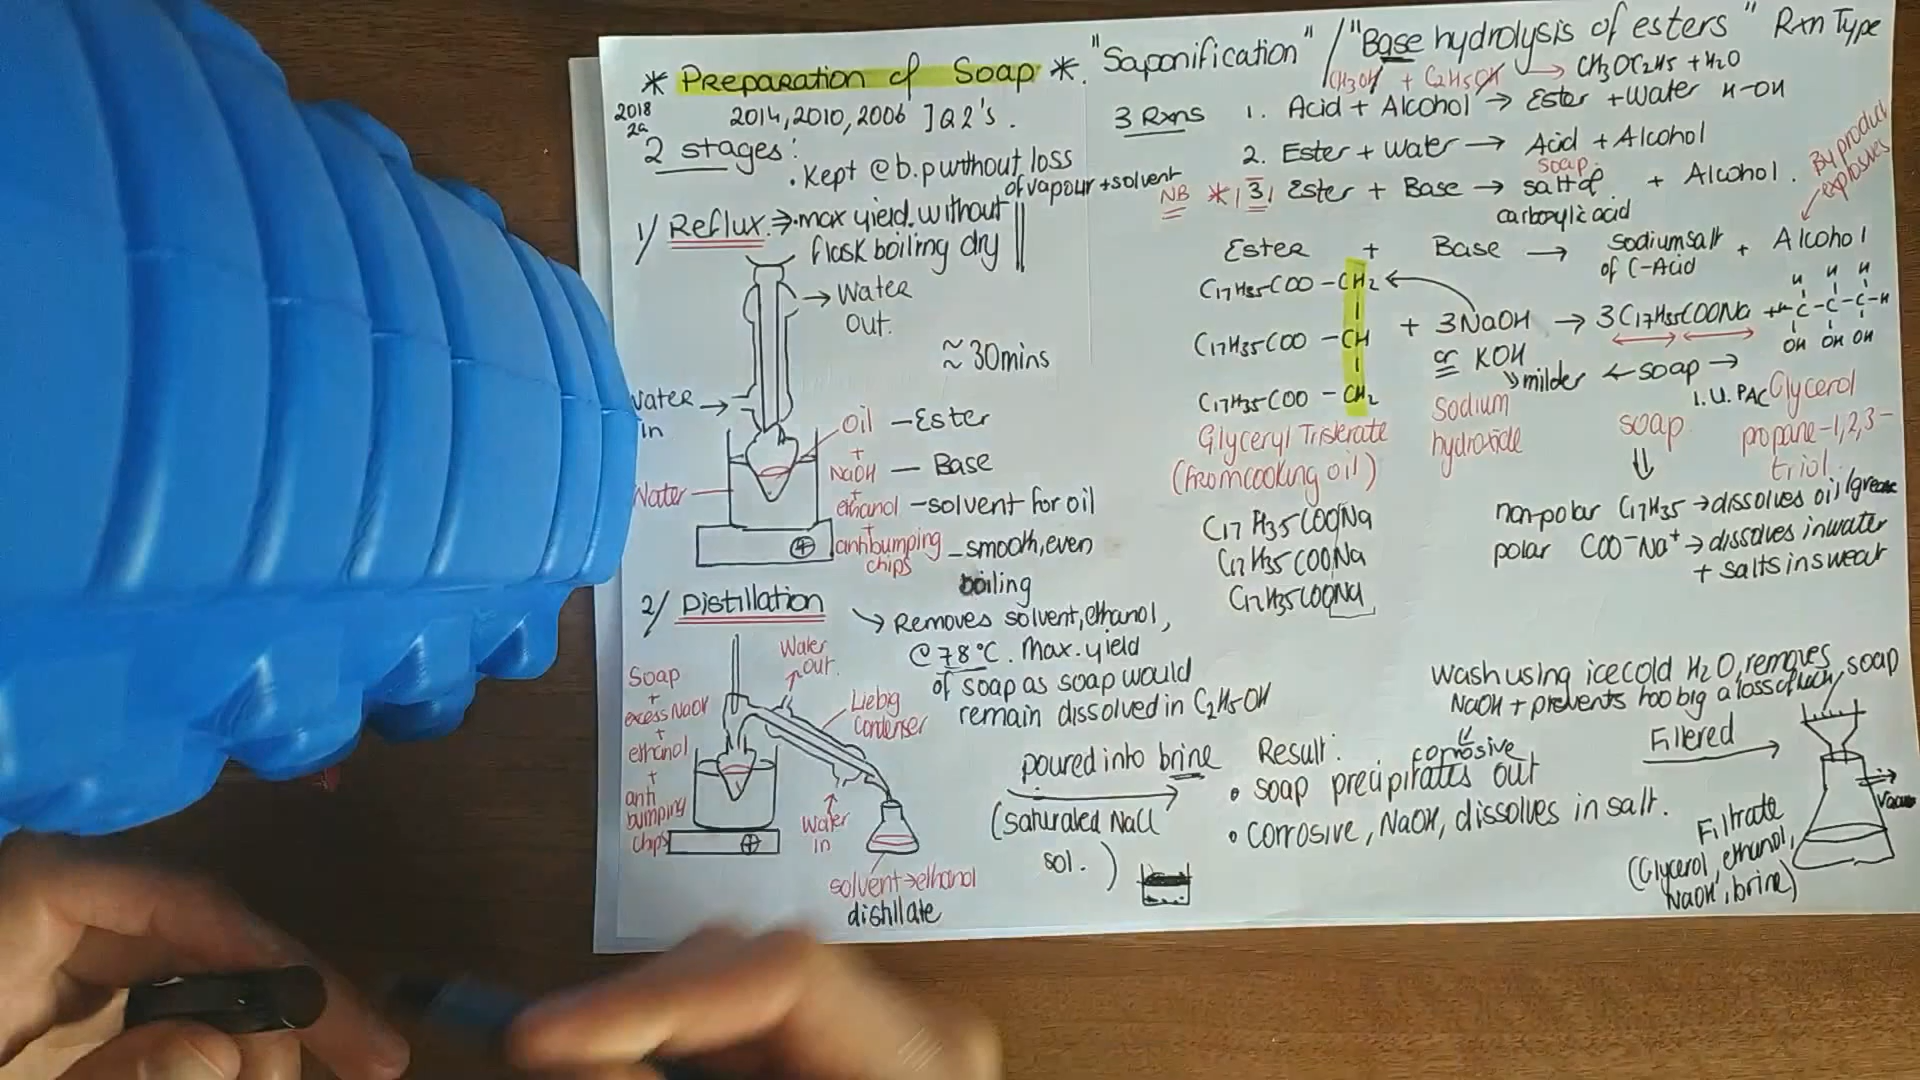 * Preparation of Soap *. "Saponification" / "Base hydrolysis of esters" Rxn Type
CH3OH + C2H5OH → CH3OC2H5 + H2O
2018
2a
2014, 2010, 2006 ] Q2's.
3 Rxns
1. Acid + Alcohol → Ester + Water H-OH
2. Ester + Water → Acid + Alcohol
NB * |3| Ester + Base → salt of carboxylic acid + Alcohol.
soap.
By product
explosives
2 stages:
• Kept @ b.p without loss
of vapour + solvent
1/ Reflux. → • max yield. without
flask boiling dry
→ Water
out.
≈ 30mins
Water →
in
Water
Oil — Ester
+
NaOH — Base
+
ethanol — solvent for oil
+
antibumping — smooth, even
chips
boiling
Ester + Base → Sodium salt + Alcohol
of C-Acid
C17H35COO – CH2
C17H35COO – CH
C17H35COO – CH2
+ 3NaOH → 3C17H35COONa +
H H H
H-C-C-C-H
OH OH OH
or KOH
milder ← soap →
I.U.PAC
Glyceryl Tristerate
(from cooking oil)
Sodium
hydroxide
soap
Glycerol
propane-1,2,3-
triol.
C17H35COONa
C17H35COONa
C17H35COONa
non-polar C17H35 → dissolves oil/grease
polar COO⁻Na⁺ → dissolves in water
+ salts in sweat
2/ Distillation
→ Removes solvent, ethanol,
@ 78°C. Max. yield
of soap as soap would
remain dissolved in C2H5OH
Soap
+
excess NaOH
+
ethanol
+
anti
bumping
chips
Water
out.
Liebig
Condenser
Water
in
solvent → ethanol
distillate
poured into brine
(saturated NaCl
sol.)
Result:
• soap precipitates out
• corrosive, NaOH, dissolves in salt.
Wash using ice cold H2O, removes
NaOH + prevents too big a loss of
corrosive
Filtered
soap
Filtrate
(Glycerol, ethanol,
NaOH, brine)